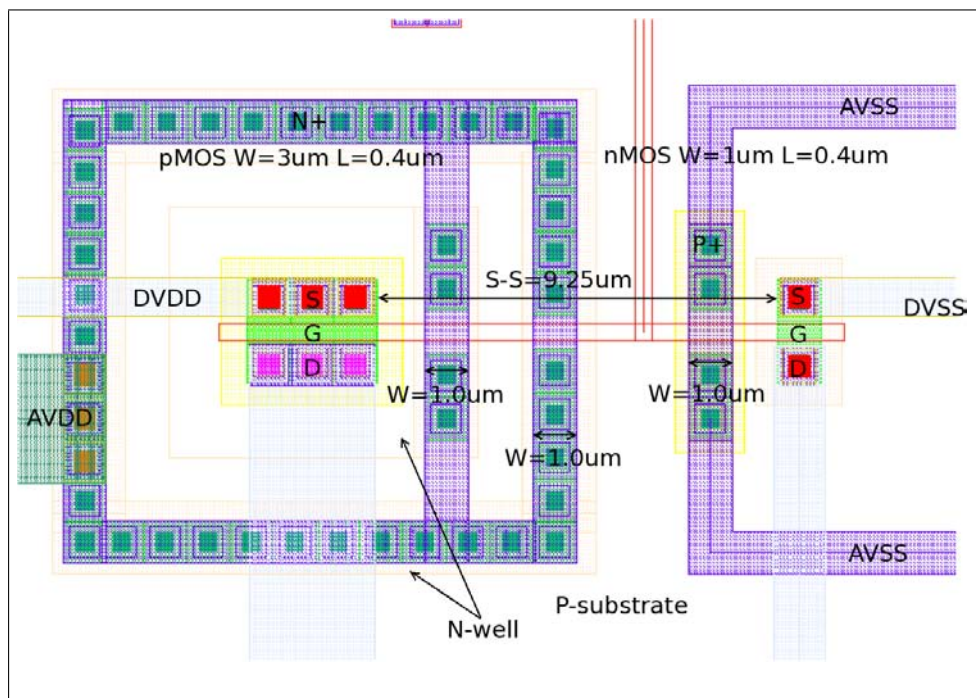 AVSS
N+
pMOS W=3um L=0.4um
nMOS W=1um L=0.4um
P+
S-S=9.25um
DVDD
S
S
DVSS
G
G
D
D
AVDD
W=1.0um
W=1.0um
W=1.0um
AVSS
P-substrate
N-well